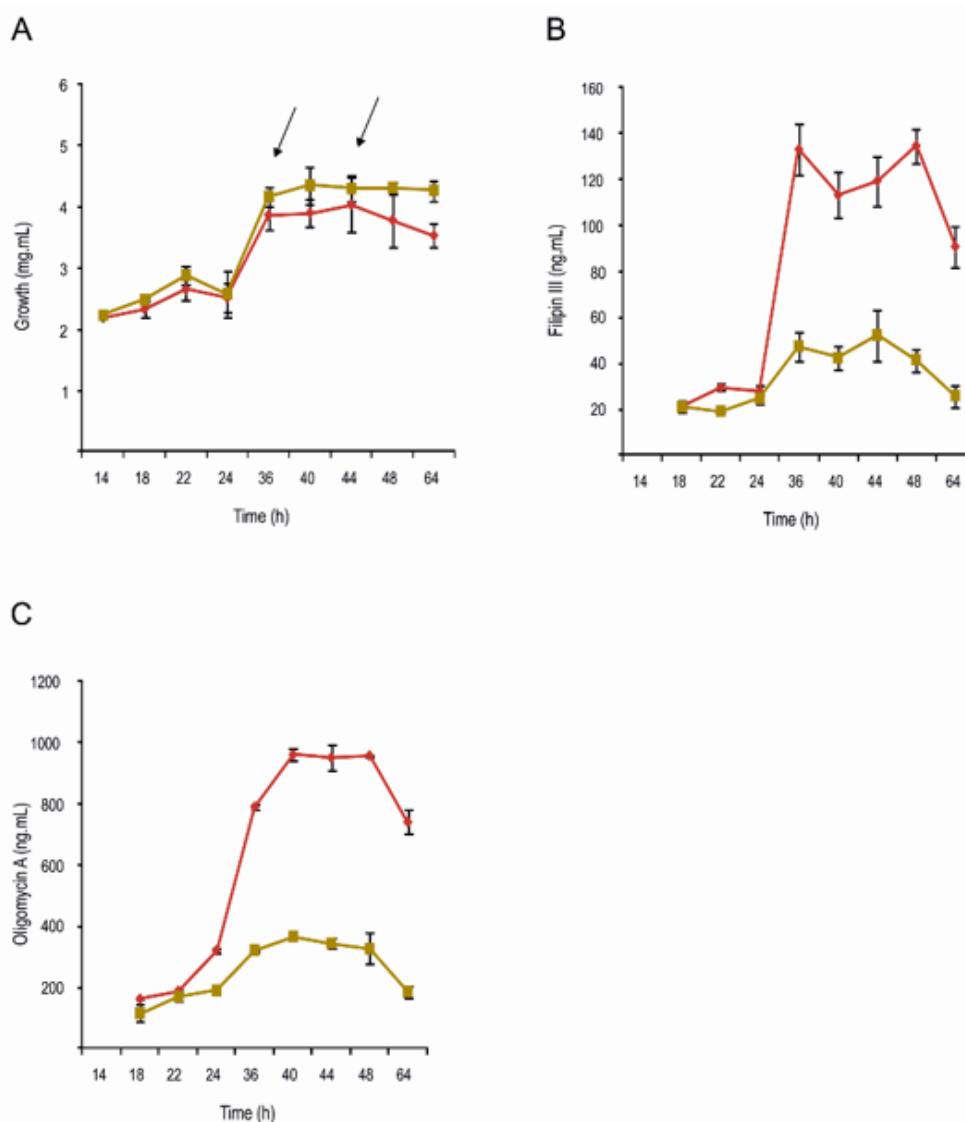 A
6
5
4
3
2
1
Growth (mg.mL)
14 18 22 24 36 40 44 48 64
Time (h)
B
160
140
120
100
80
60
40
20
Filipin III (ng.mL)
14 18 22 24 36 40 44 48 64
Time (h)
C
1200
1000
800
600
400
200
Oligomycin A (ng.mL)
14 18 22 24 36 40 44 48 64
Time (h)